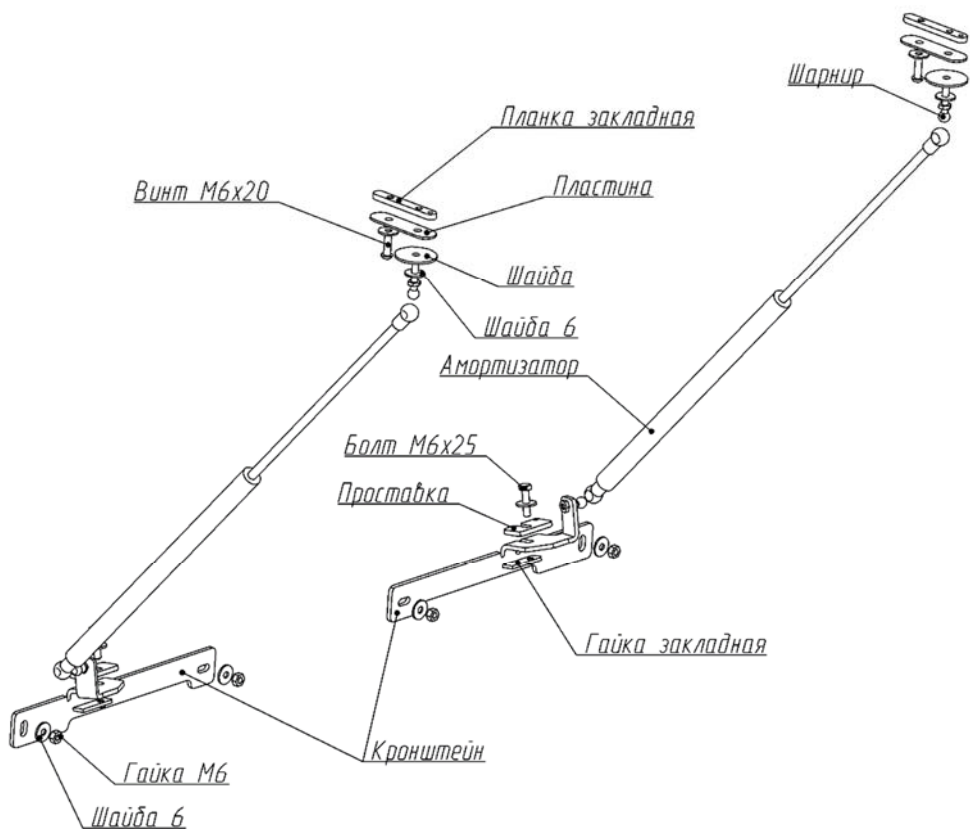 Шарнир
Планка закладная
Винт М6х20
Пластина
Шайба
Шайба 6
Амортизатор
Болт М6х25
Проставка
Гайка закладная
Кронштейн
Гайка М6
Шайба 6